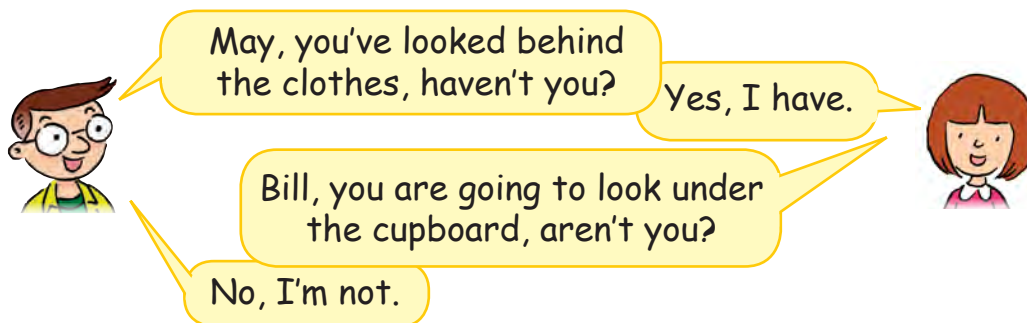 May, you've looked behind
the clothes, haven't you?
Yes, I have.
Bill, you are going to look under
the cupboard, aren't you?
No, I'm not.